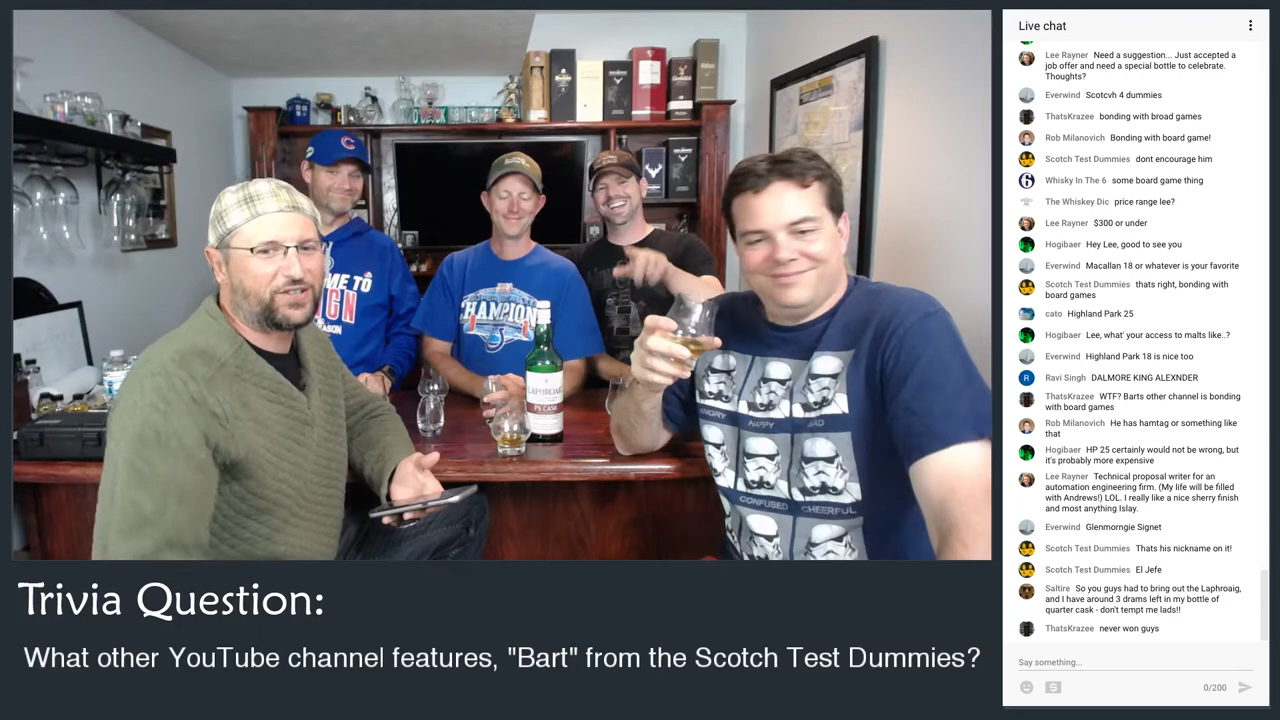 Live chat
Lee Rayner Need a suggestion... Just accepted a
job offer and need a special bottle to celebrate.
Thoughts?
Everwind Scotcvh 4 dummies
ThatsKrazee bonding with broad games
Rob Milanovich Bonding with board game!
Scotch Test Dummies dont encourage him
Whisky In The 6 some board game thing
The Whiskey Dic price range lee?
Lee Rayner $300 or under
Hogibaer Hey Lee, good to see you
Everwind Macallan 18 or whatever is your favorite
Scotch Test Dummies thats right, bonding with
board games
cato Highland Park 25
Hogibaer Lee, what' your access to malts like..?
Everwind Highland Park 18 is nice too
R
Ravi Singh DALMORE KING ALEXNDER
ThatsKrazee WTF? Barts other channel is bonding
with board games
Rob Milanovich He has hamtag or something like
that
Hogibaer HP 25 certainly would not be wrong, but
it's probably more expensive
Lee Rayner Technical proposal writer for an
automation engineering firm. (My life will be filled
with Andrews!) LOL. I really like a nice sherry finish
and most anything Islay.
Everwind Glenmorngie Signet
Scotch Test Dummies Thats his nickname on it!
Scotch Test Dummies El Jefe
Saltire So you guys had to bring out the Laphroaig,
and I have around 3 drams left in my bottle of
quarter cask - don't tempt me lads!!
ThatsKrazee never won guys
Say something...
0/200
CHAMPION
LAPHROAIG
PX CASK
ANGRY HAPPY SAD
CONFUSED CHEERFUL
Trivia Question:
What other YouTube channel features, "Bart" from the Scotch Test Dummies?